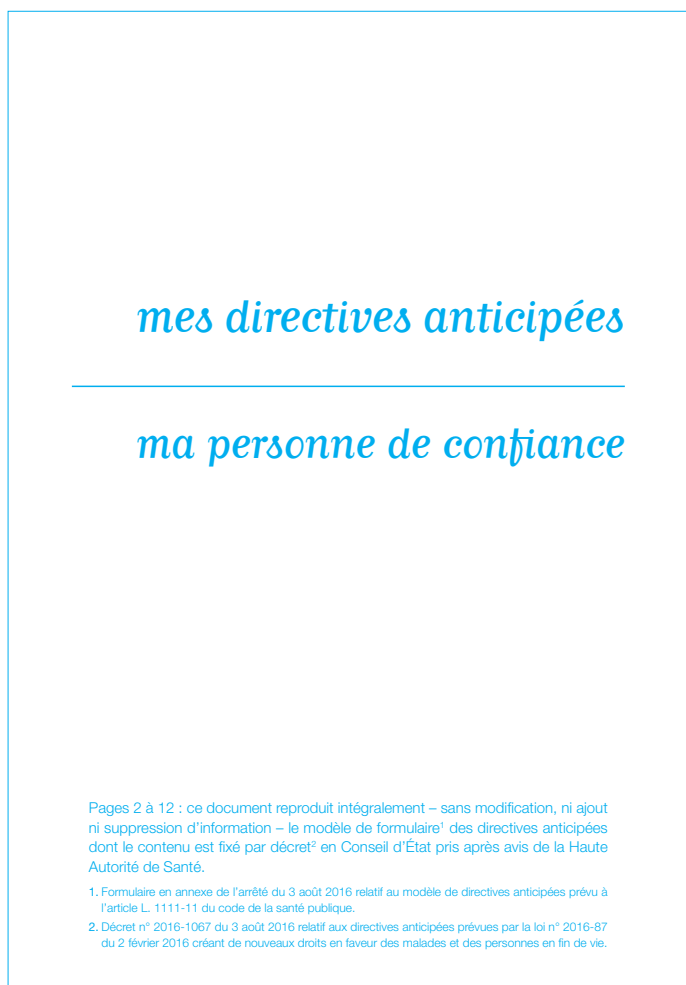 mes directives anticipées
ma personne de confiance
Pages 2 à 12 : ce document reproduit intégralement – sans modification, ni ajout
ni suppression d’information – le modèle de formulaire¹ des directives anticipées
dont le contenu est fixé par décret² en Conseil d’État pris après avis de la Haute
Autorité de Santé.
1. Formulaire en annexe de l’arrêté du 3 août 2016 relatif au modèle de directives anticipées prévu à
l’article L. 1111-11 du code de la santé publique.
2. Décret n° 2016-1067 du 3 août 2016 relatif aux directives anticipées prévues par la loi n° 2016-87
du 2 février 2016 créant de nouveaux droits en faveur des malades et des personnes en fin de vie.